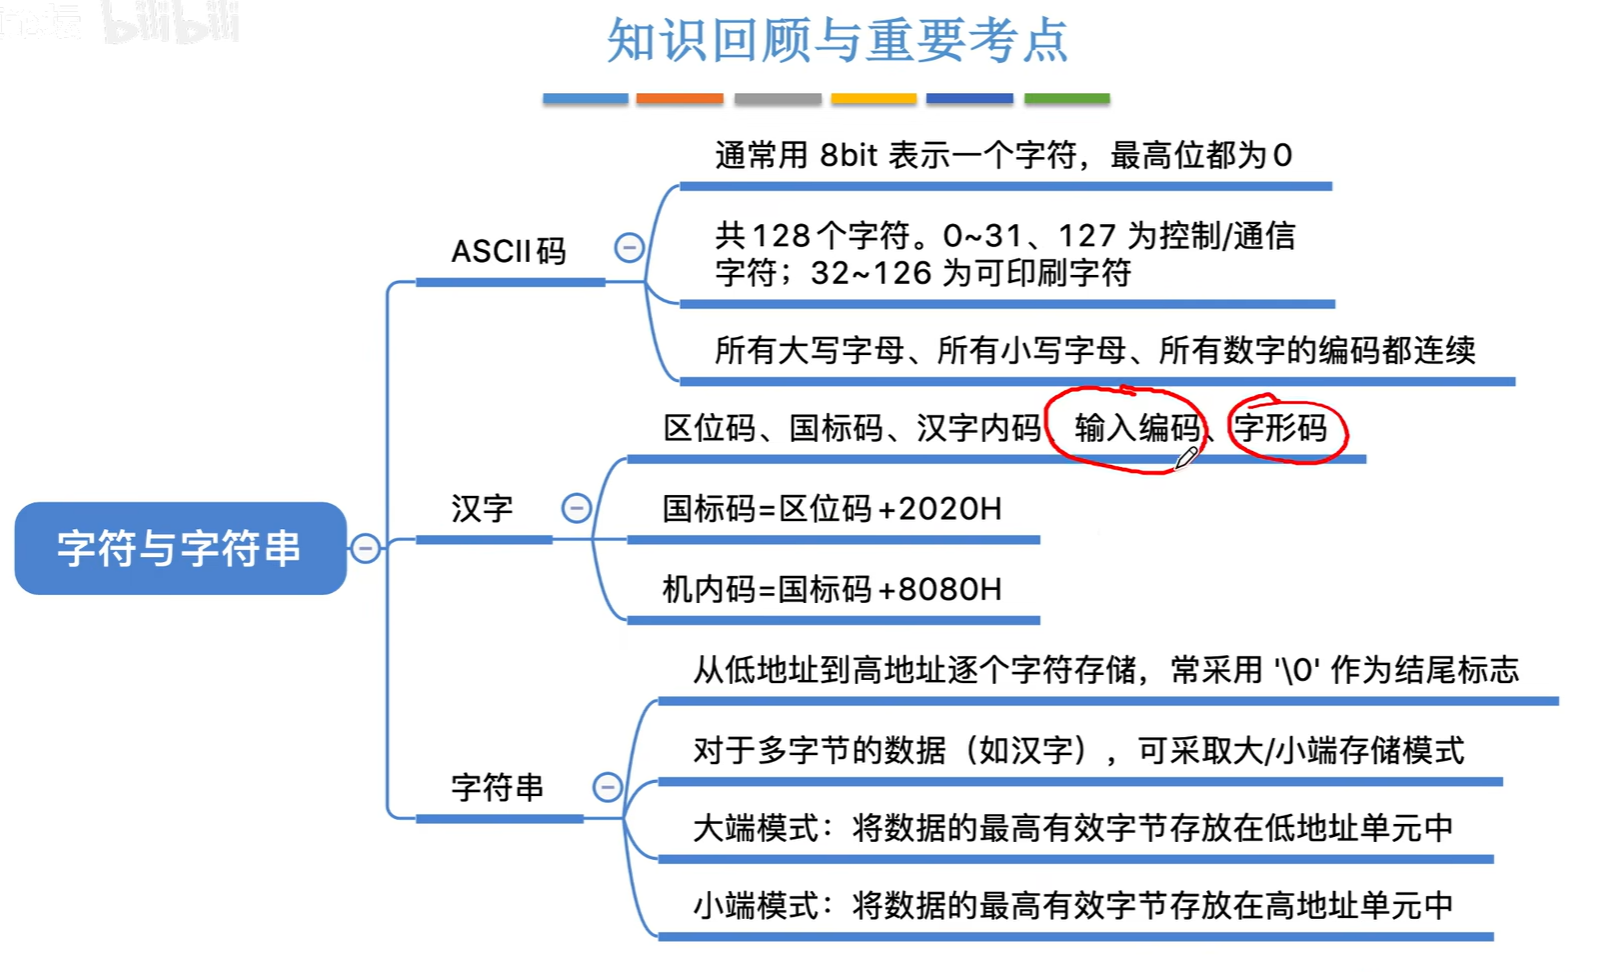 bilibili
知识回顾与重要考点
通常用 8bit 表示一个字符，最高位都为0
ASCII码
共128个字符。0~31、127 为控制/通信
字符；32~126 为可印刷字符
所有大写字母、所有小写字母、所有数字的编码都连续
区位码、国标码、汉字内码、输入编码、字形码
汉字
国标码=区位码+2020H
字符与字符串
机内码=国标码+8080H
从低地址到高地址逐个字符存储，常采用 '\0' 作为结尾标志
对于多字节的数据（如汉字），可采取大/小端存储模式
字符串
大端模式：将数据的最高有效字节存放在低地址单元中
小端模式：将数据的最高有效字节存放在高地址单元中